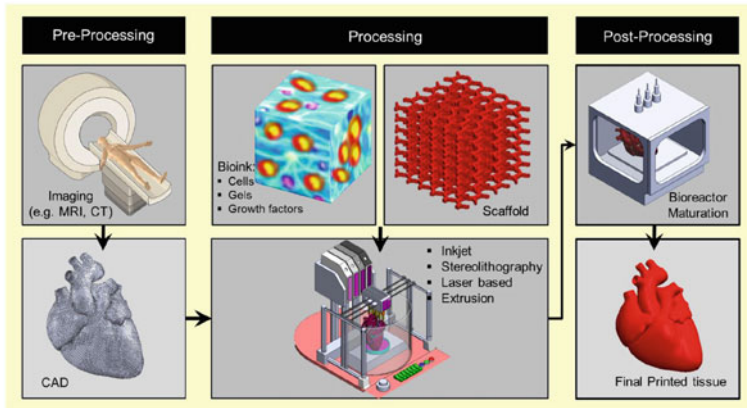 Pre-Processing
Imaging
(e.g. MRI, CT)
CAD
Processing
Bioink:
▪ Cells
▪ Gels
▪ Growth factors
Scaffold
▪ Inkjet
▪ Stereolithography
▪ Laser based
▪ Extrusion
Post-Processing
Bioreactor
Maturation
Final Printed tissue